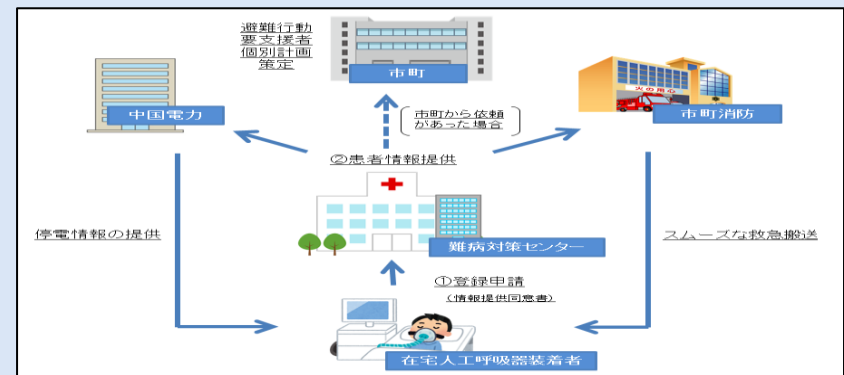 避難行動
要支援者
個別計画
策定
市町
中国電力
市町から依頼
があった場合
火の用心
市町消防
②患者情報提供
停電情報の提供
難病対策センター
スムーズな救急搬送
①登録申請
(情報提供同意書)
在宅人工呼吸器装着者